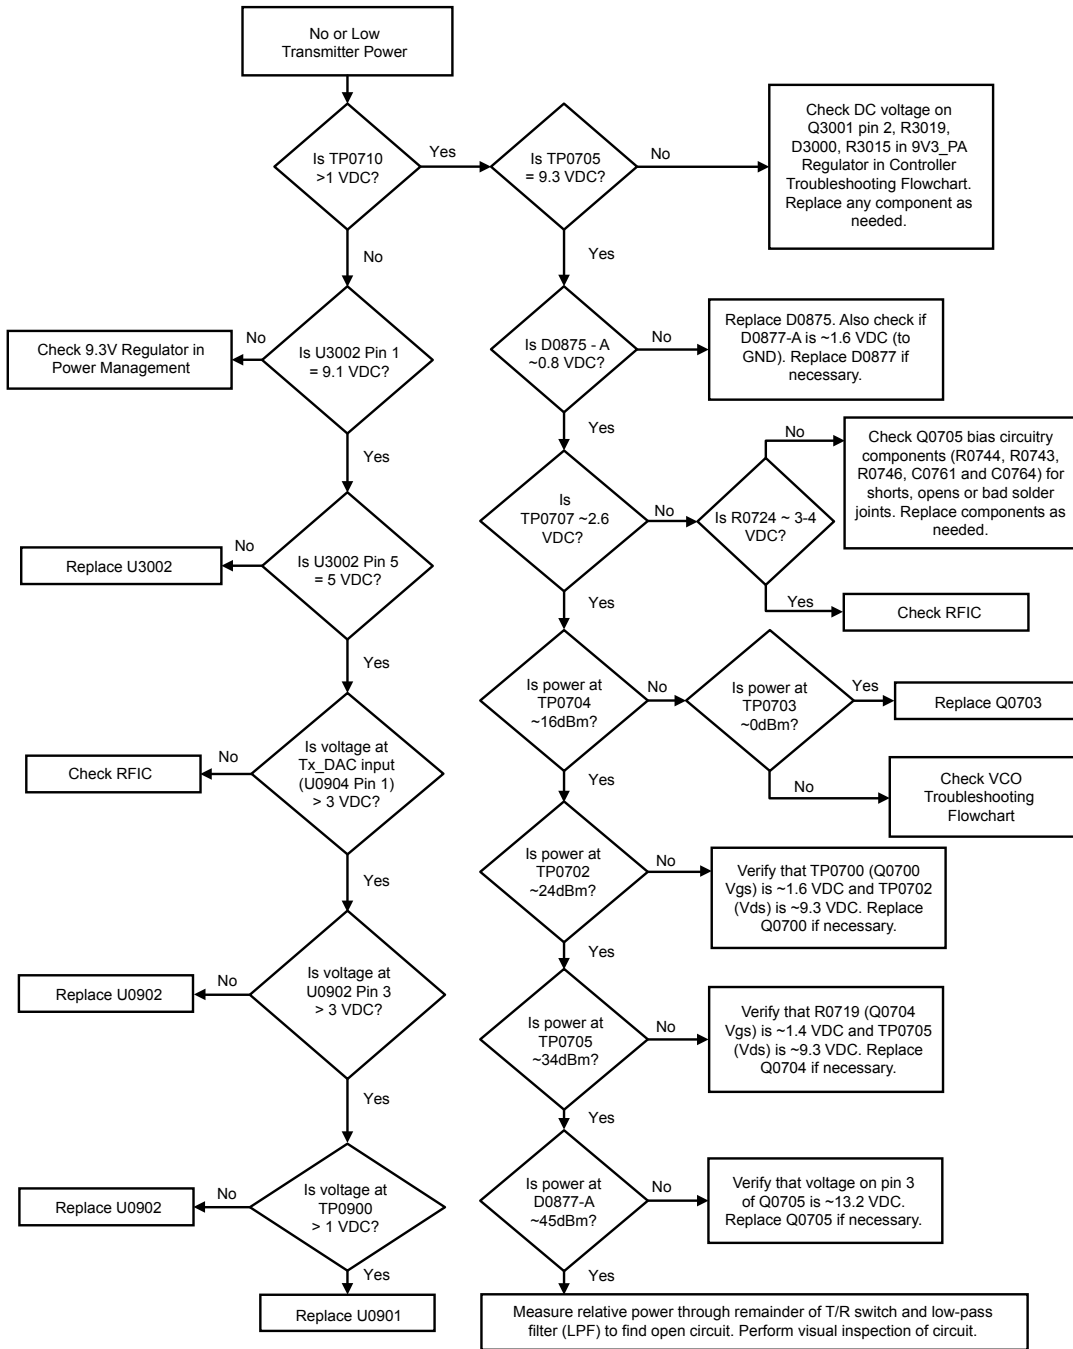 No or Low
Transmitter Power
Is TP0710
>1 VDC?
Yes
Is TP0705
= 9.3 VDC?
No
Check DC voltage on
Q3001 pin 2, R3019,
D3000, R3015 in 9V3_PA
Regulator in Controller
Troubleshooting Flowchart.
Replace any component as
needed.
No
Yes
Check 9.3V Regulator in
Power Management
No
Is U3002 Pin 1
= 9.1 VDC?
Is D0875 - A
~0.8 VDC?
No
Replace D0875. Also check if
D0877-A is ~1.6 VDC (to
GND). Replace D0877 if
necessary.
Yes
Yes
Is
TP0707 ~2.6
VDC?
No
Is R0724 ~ 3-4
VDC?
No
Check Q0705 bias circuitry
components (R0744, R0743,
R0746, C0761 and C0764) for
shorts, opens or bad solder
joints. Replace components as
needed.
Yes
Check RFIC
Replace U3002
No
Is U3002 Pin 5
= 5 VDC?
Yes
Yes
Is power at
TP0704
~16dBm?
No
Is power at
TP0703
~0dBm?
Yes
Replace Q0703
No
Check VCO
Troubleshooting
Flowchart
Check RFIC
No
Is voltage at
Tx_DAC input
(U0904 Pin 1)
> 3 VDC?
Yes
Yes
Is power at
TP0702
~24dBm?
No
Verify that TP0700 (Q0700
Vgs) is ~1.6 VDC and TP0702
(Vds) is ~9.3 VDC. Replace
Q0700 if necessary.
Replace U0902
No
Is voltage at
U0902 Pin 3
> 3 VDC?
Yes
Yes
Is power at
TP0705
~34dBm?
No
Verify that R0719 (Q0704
Vgs) is ~1.4 VDC and TP0705
(Vds) is ~9.3 VDC. Replace
Q0704 if necessary.
Replace U0902
No
Is voltage at
TP0900
> 1 VDC?
Yes
Replace U0901
Yes
Is power at
D0877-A
~45dBm?
No
Verify that voltage on pin 3
of Q0705 is ~13.2 VDC.
Replace Q0705 if necessary.
Yes
Measure relative power through remainder of T/R switch and low-pass
filter (LPF) to find open circuit. Perform visual inspection of circuit.